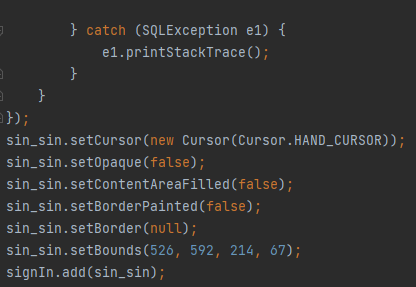 } catch (SQLException e1) {
e1.printStackTrace();
}
}
});
sin_sin.setCursor(new Cursor(Cursor.HAND_CURSOR));
sin_sin.setOpaque(false);
sin_sin.setContentAreaFilled(false);
sin_sin.setBorderPainted(false);
sin_sin.setBorder(null);
sin_sin.setBounds(526, 592, 214, 67);
signIn.add(sin_sin);